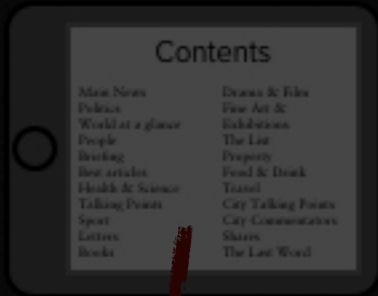 Contents
Main News
Politics
World at a glance
People
Briefing
Best articles
Health & Science
Talking Points
Sport
Letters
Books
Drama & Film
Fine Art &
Exhibitions
The List
Property
Food & Drink
Travel
City Talking Points
City Commentators
Shares
The Last Word